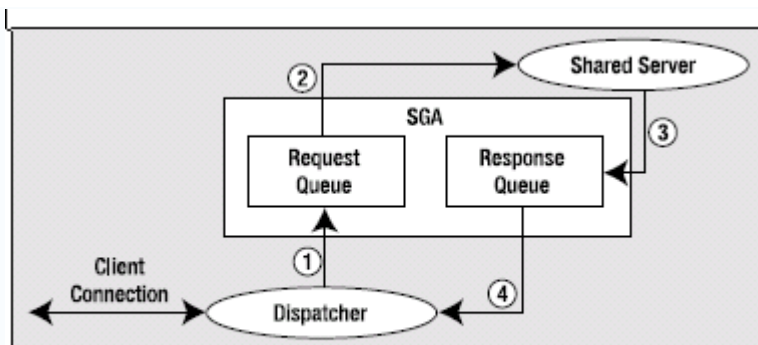 ②
Shared Server
SGA
③
Request
Queue
Response
Queue
①
Client
Connection
④
Dispatcher